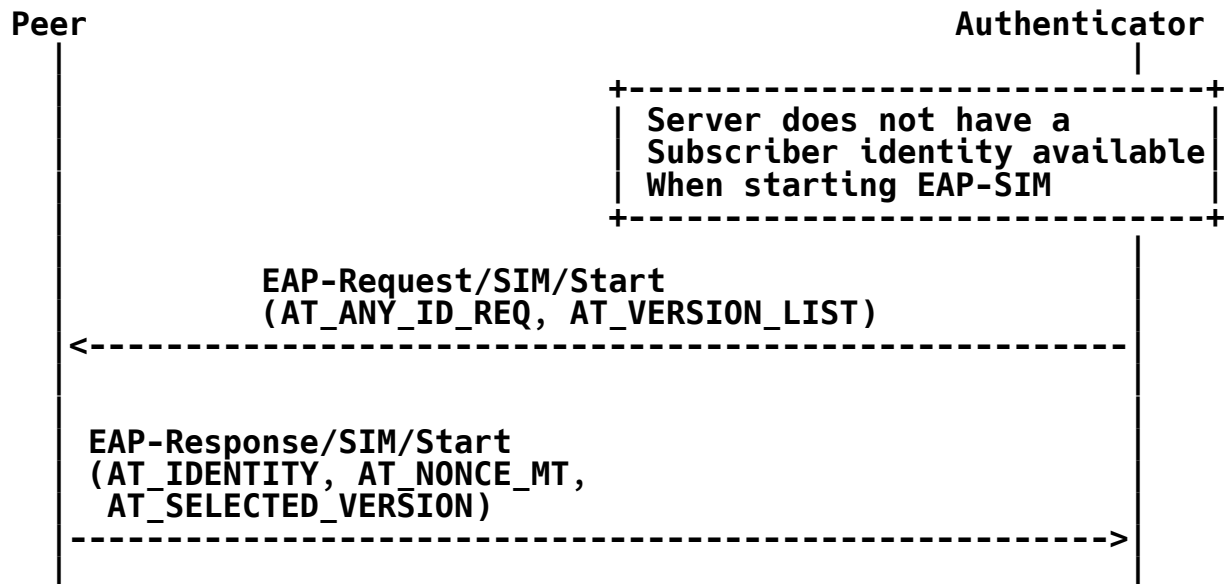 Peer Authenticator
Server does not have a
Subscriber identity available
When starting EAP-SIM
EAP-Request/SIM/Start
(AT_ANY_ID_REQ, AT_VERSION_LIST)
EAP-Response/SIM/Start
(AT_IDENTITY, AT_NONCE_MT,
AT_SELECTED_VERSION)